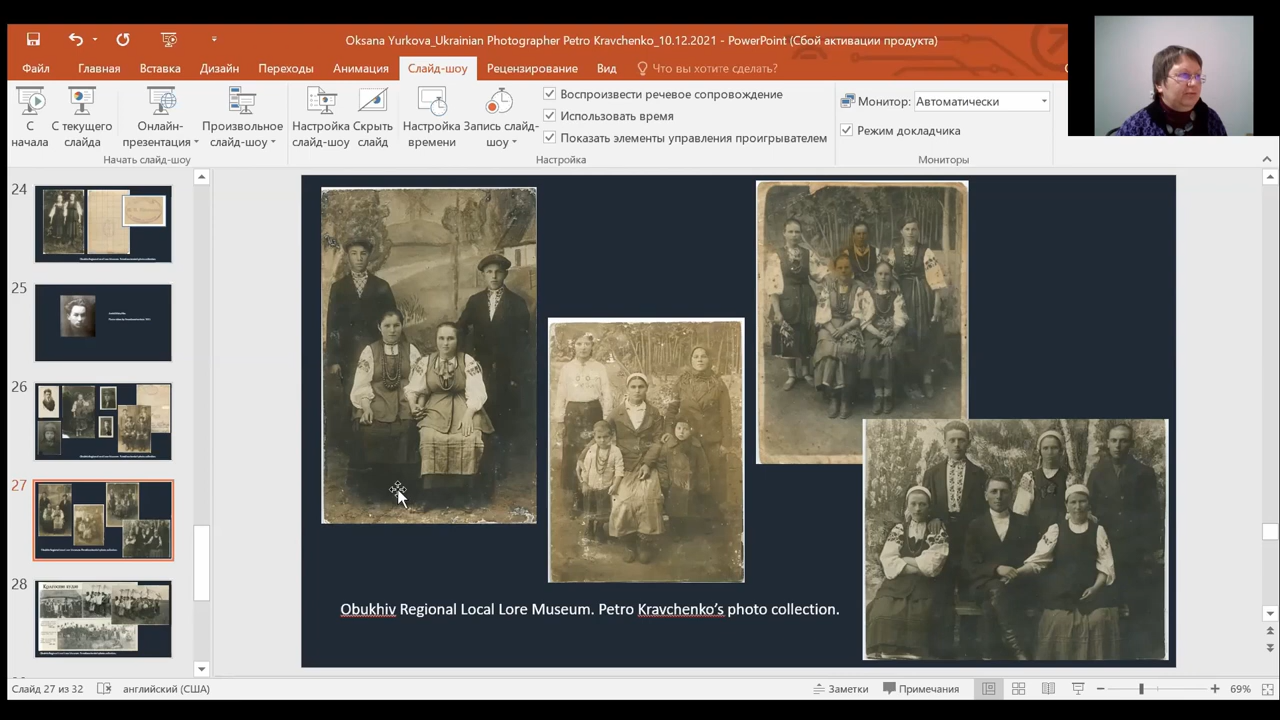 Oksana Yurkova_Ukrainian Photographer Petro Kravchenko_10.12.2021 - PowerPoint (Сбой активации продукта)
Файл Главная Вставка Дизайн Переходы Анимация Слайд-шоу Рецензирование Вид Что вы хотите сделать?
С начала
С текущего слайда
Онлайн-презентация
Произвольное слайд-шоу
Начать слайд-шоу
Настройка слайд-шоу
Скрыть слайд
Настройка времени
Запись слайд-шоу
Воспроизвести речевое сопровождение
Использовать время
Показать элементы управления проигрывателем
Настройка
Монитор: Автоматически
Режим докладчика
Мониторы
24
25
26
27
28
Obukhiv Regional Local Lore Museum. Petro Kravchenko's photo collection.
Слайд 27 из 32 английский (США) Заметки Примечания 69%